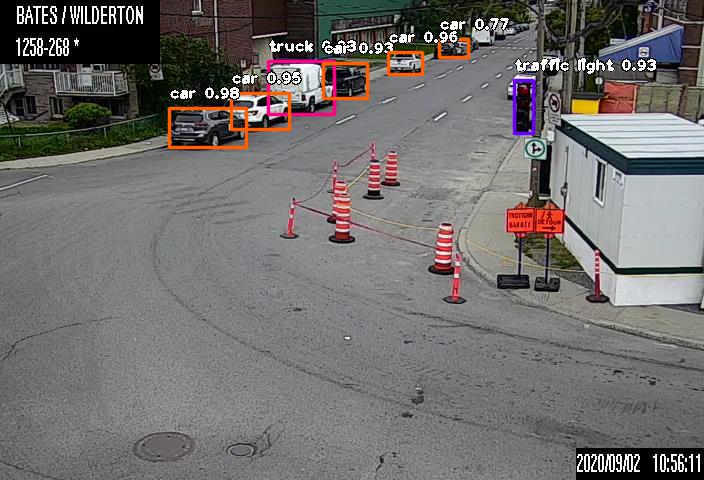 BATES / WILDERTON
1258-268 *
car 0.77
car 0.96
car 0.93
truck
traffic light 0.93
car 0.95
car 0.98
TROTTOIR
BARRÉ
DÉTOUR
2020/09/02 10:56:11